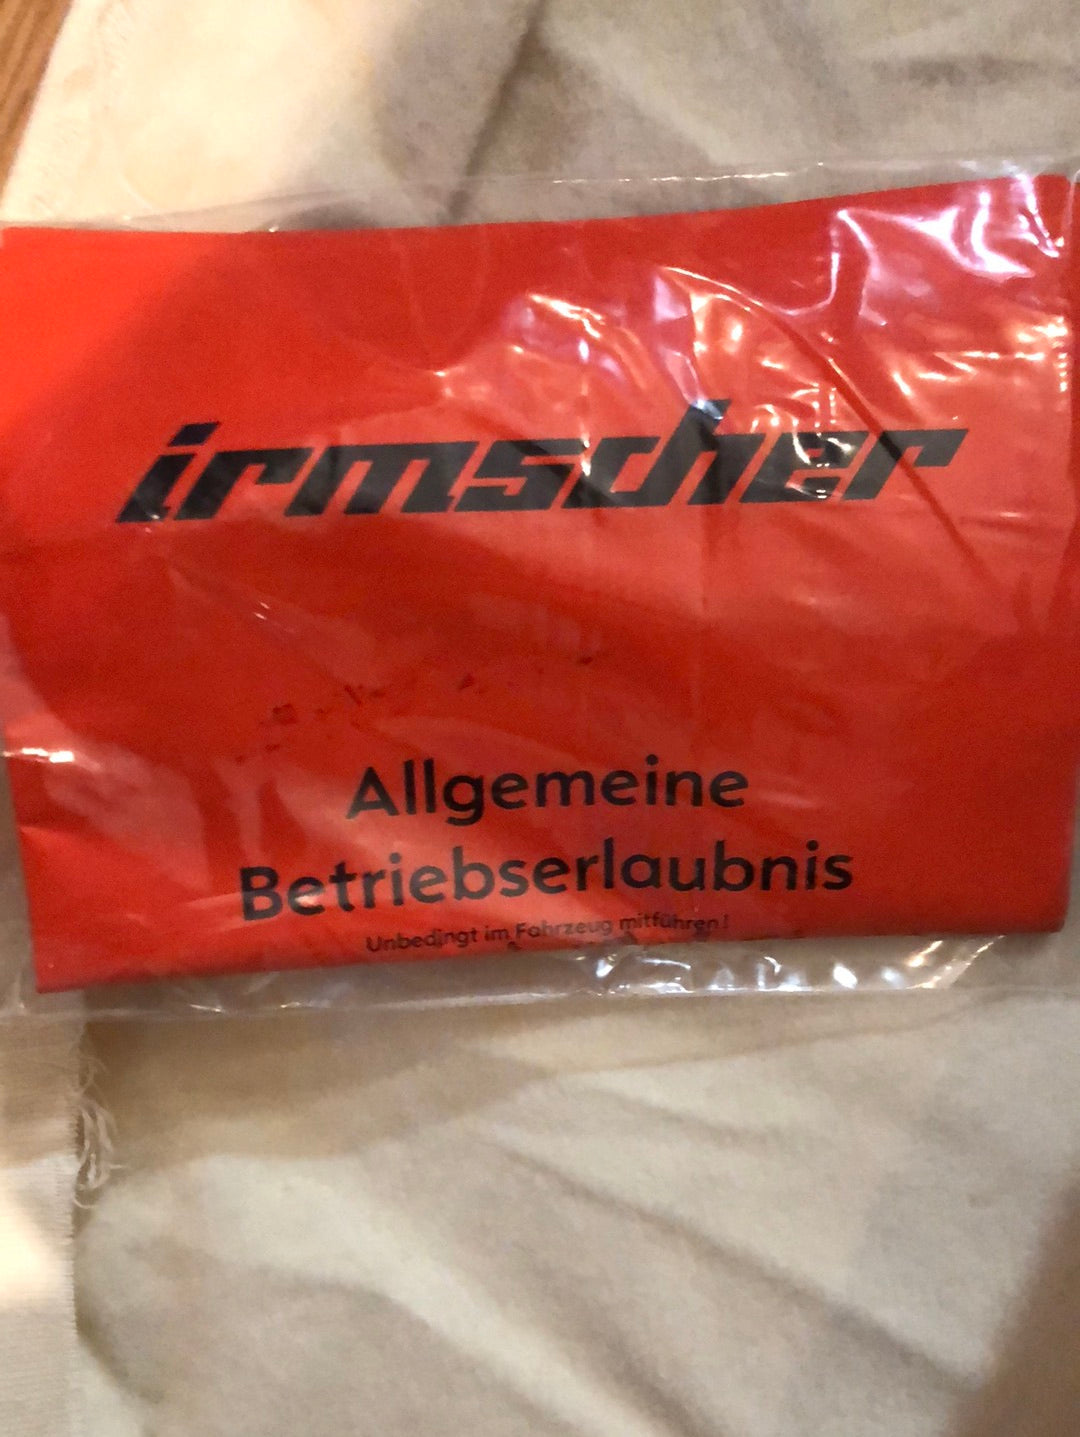 irmscher
Allgemeine
Betriebserlaubnis
Unbedingt im Fahrzeug mitführen!